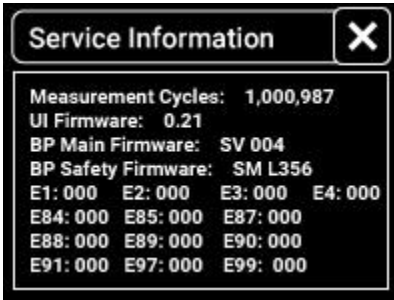 Service Information
Measurement Cycles: 1,000,987
UI Firmware: 0.21
BP Main Firmware: SV 004
BP Safety Firmware: SM L356
E1: 000 E2: 000 E3: 000 E4: 000
E84: 000 E85: 000 E87: 000
E88: 000 E89: 000 E90: 000
E91: 000 E97: 000 E99: 000